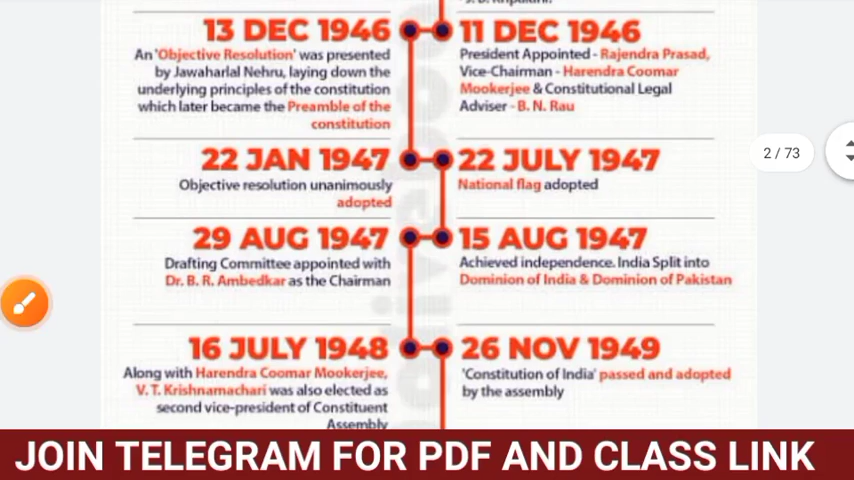 13 DEC 1946
An 'Objective Resolution' was presented
by Jawaharlal Nehru, laying down the
underlying principles of the constitution
which later became the Preamble of the
constitution
11 DEC 1946
President Appointed - Rajendra Prasad,
Vice-Chairman - Harendra Coomar
Mookerjee & Constitutional Legal
Adviser - B. N. Rau
22 JAN 1947
Objective resolution unanimously
adopted
22 JULY 1947
National flag adopted
2 / 73
29 AUG 1947
Drafting Committee appointed with
Dr. B. R. Ambedkar as the Chairman
15 AUG 1947
Achieved independence. India Split into
Dominion of India & Dominion of Pakistan
16 JULY 1948
Along with Harendra Coomar Mookerjee,
V. T. Krishnamachari was also elected as
second vice-president of Constituent
Assembly
26 NOV 1949
'Constitution of India' passed and adopted
by the assembly
JOIN TELEGRAM FOR PDF AND CLASS LINK